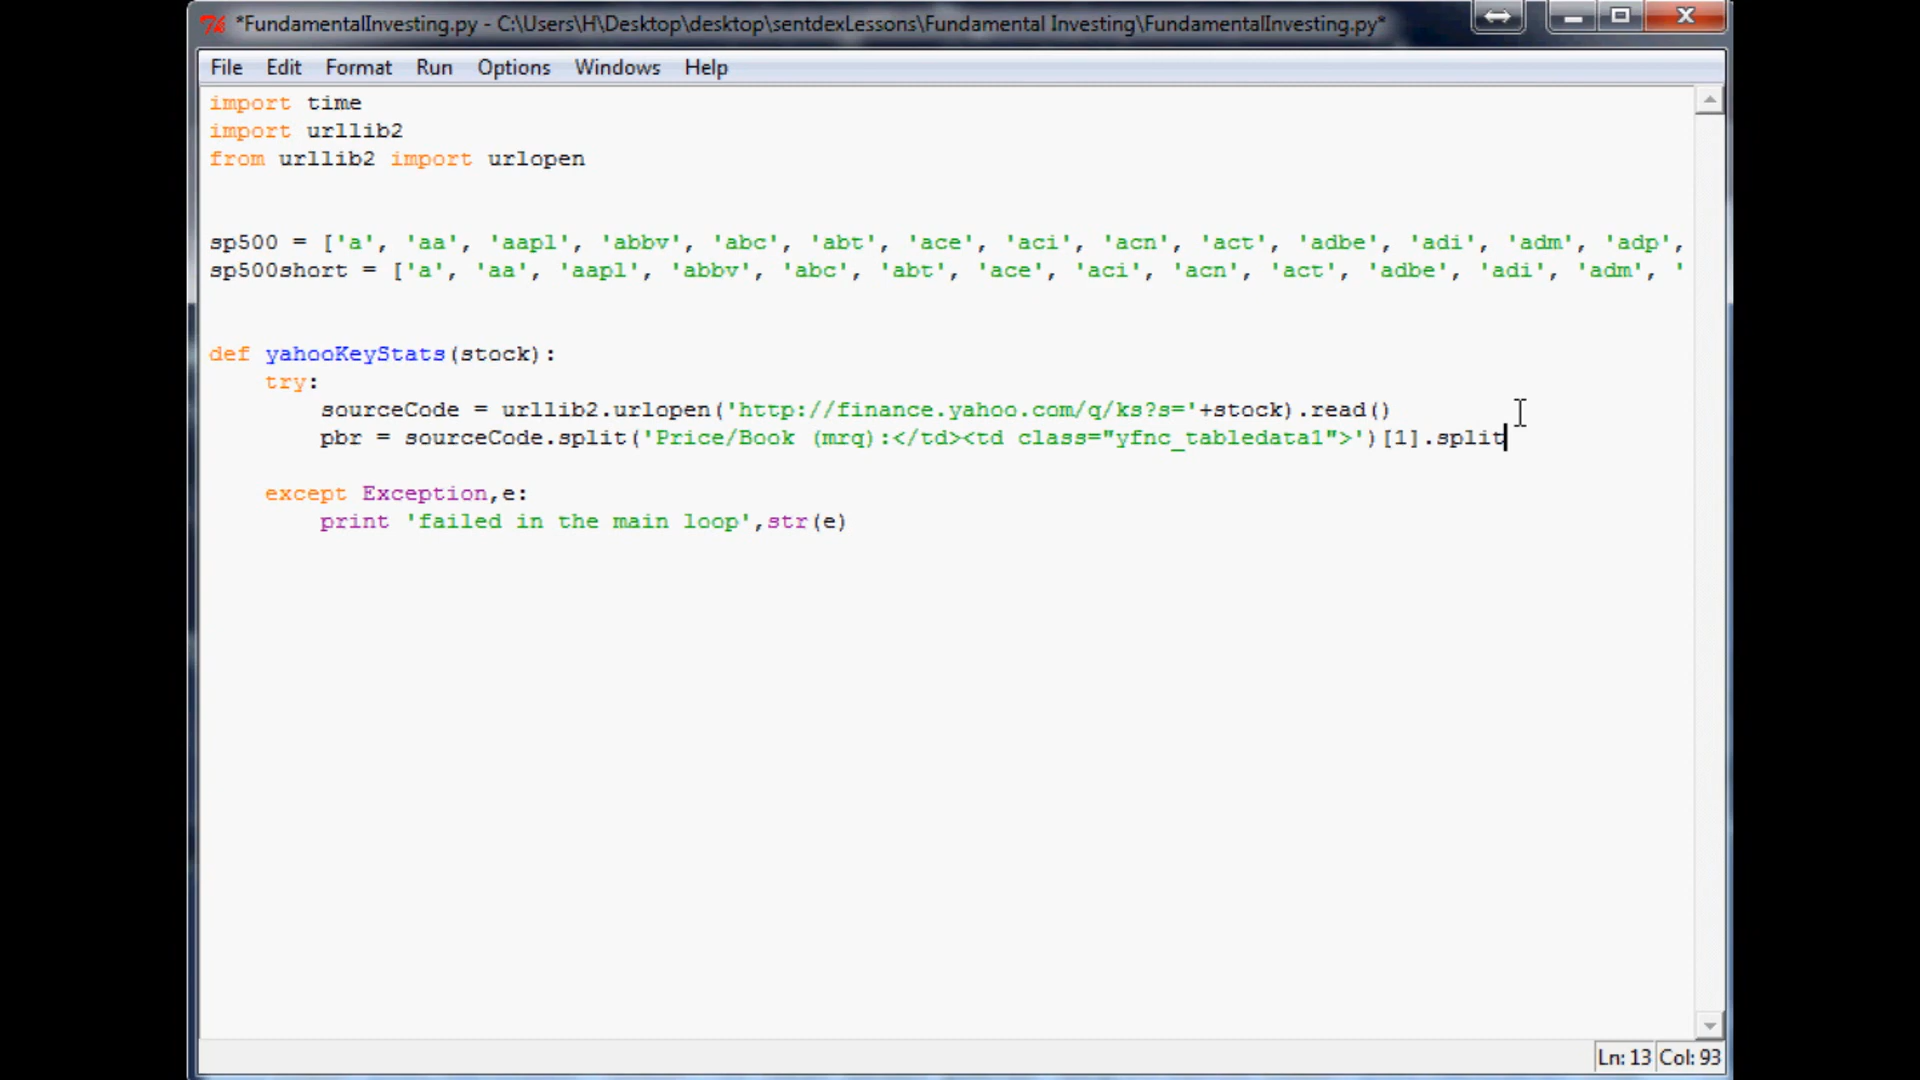 *FundamentalInvesting.py - C:\Users\H\Desktop\desktop\sentdexLessons\Fundamental Investing\FundamentalInvesting.py*
File Edit Format Run Options Windows Help
import time
import urllib2
from urllib2 import urlopen
sp500 = ['a', 'aa', 'aapl', 'abbv', 'abc', 'abt', 'ace', 'aci', 'acn', 'act', 'adbe', 'adi', 'adm', 'adp',
sp500short = ['a', 'aa', 'aapl', 'abbv', 'abc', 'abt', 'ace', 'aci', 'acn', 'act', 'adbe', 'adi', 'adm', '
def yahooKeyStats(stock):
    try:
        sourceCode = urllib2.urlopen('http://finance.yahoo.com/q/ks?s='+stock).read()
        pbr = sourceCode.split('Price/Book (mrq):</td><td class="yfnc_tabledata1">')[1].split
    except Exception,e:
        print 'failed in the main loop',str(e)
Ln: 13 Col: 93